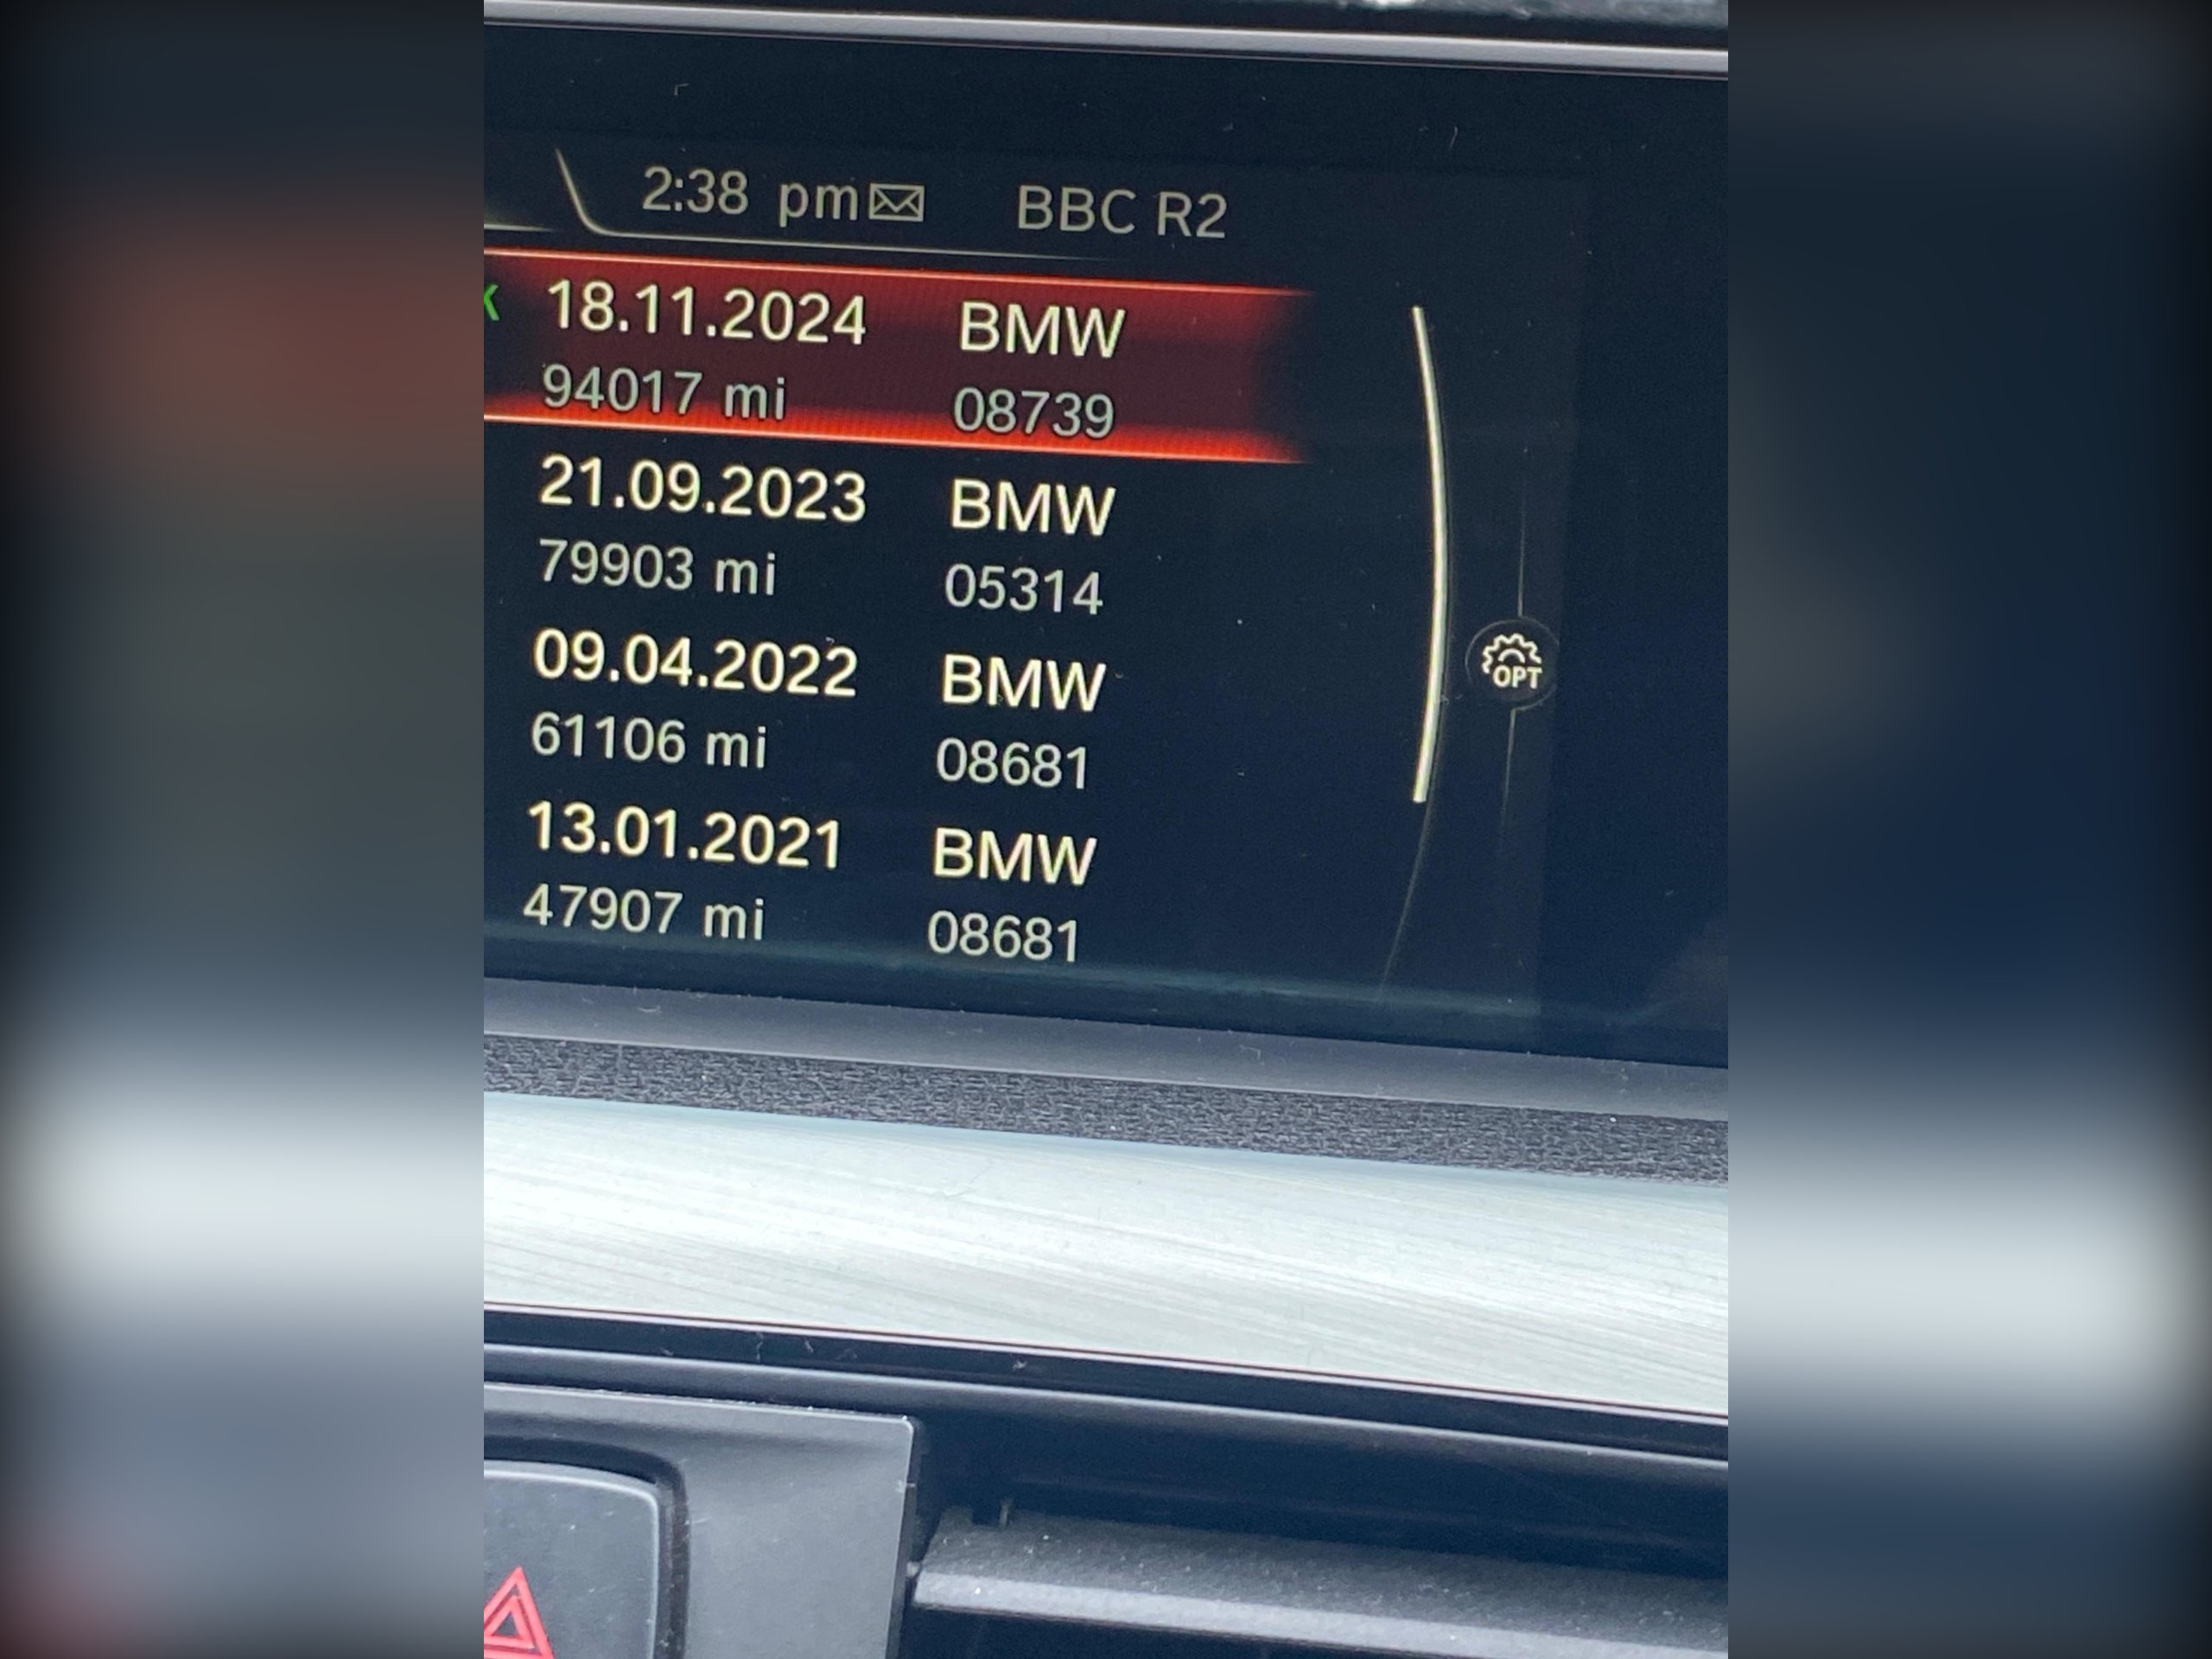 2:38 pm BBC R2
18.11.2024 BMW
94017 mi 08739
21.09.2023 BMW
79903 mi 05314
09.04.2022 BMW
61106 mi 08681
13.01.2021 BMW
47907 mi 08681
OPT